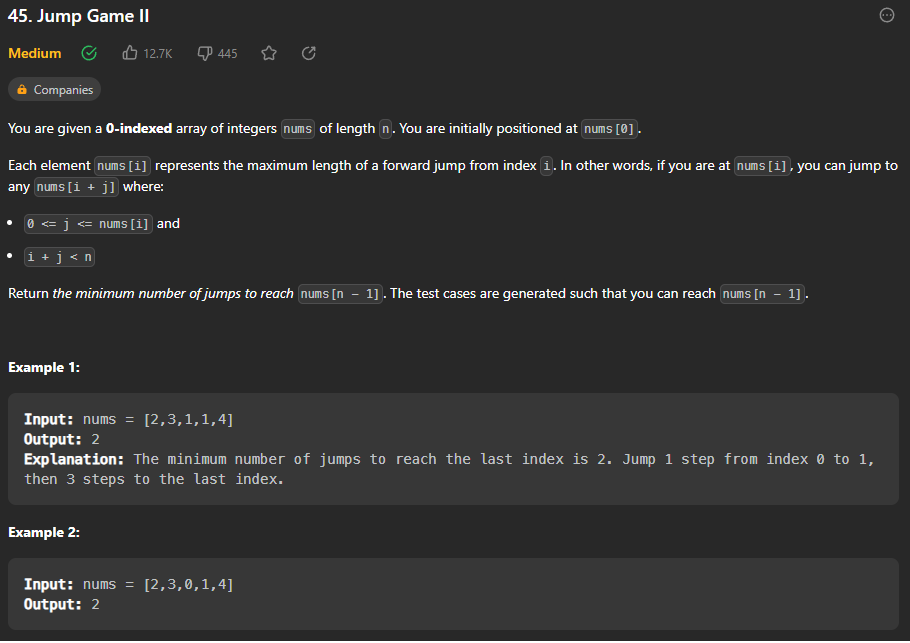 45. Jump Game II
Medium 12.7K 445
Companies
You are given a 0-indexed array of integers nums of length n. You are initially positioned at nums[0].
Each element nums[i] represents the maximum length of a forward jump from index i. In other words, if you are at nums[i], you can jump to
any nums[i + j] where:
• 0 <= j <= nums[i] and
• i + j < n
Return the minimum number of jumps to reach nums[n - 1]. The test cases are generated such that you can reach nums[n - 1].
Example 1:
Input: nums = [2,3,1,1,4]
Output: 2
Explanation: The minimum number of jumps to reach the last index is 2. Jump 1 step from index 0 to 1,
then 3 steps to the last index.
Example 2:
Input: nums = [2,3,0,1,4]
Output: 2